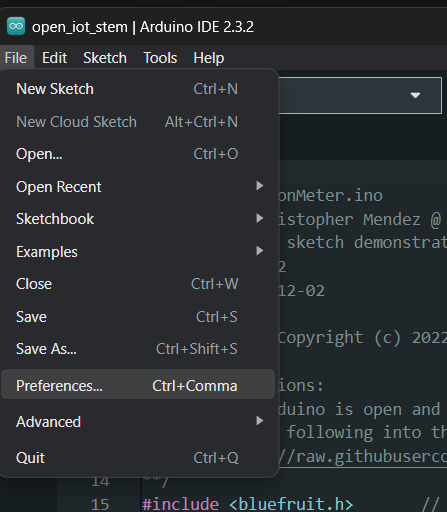 open_iot_stem | Arduino IDE 2.3.2
File Edit Sketch Tools Help
New Sketch Ctrl+N
New Cloud Sketch Alt+Ctrl+N
Open... Ctrl+O
Open Recent
Sketchbook
Examples
Close Ctrl+W
Save Ctrl+S
Save As... Ctrl+Shift+S
Preferences... Ctrl+Comma
Advanced
Quit Ctrl+Q
onMeter.ino
istopher Mendez @
sketch demonstrat
2
12-02
Copyright (c) 2022
ions:
duino is open and
following into th
//raw.githubuserco
14 **/
15 #include <bluefruit.h> //